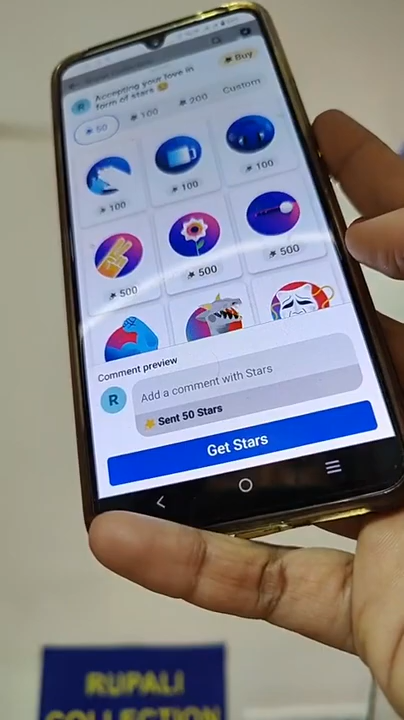 Accepting your love in
form of stars
Buy
50
100
200
Custom
100
100
100
500
500
500
Comment preview
R
Add a comment with Stars
Sent 50 Stars
Get Stars
RUPALI
COLLECTION